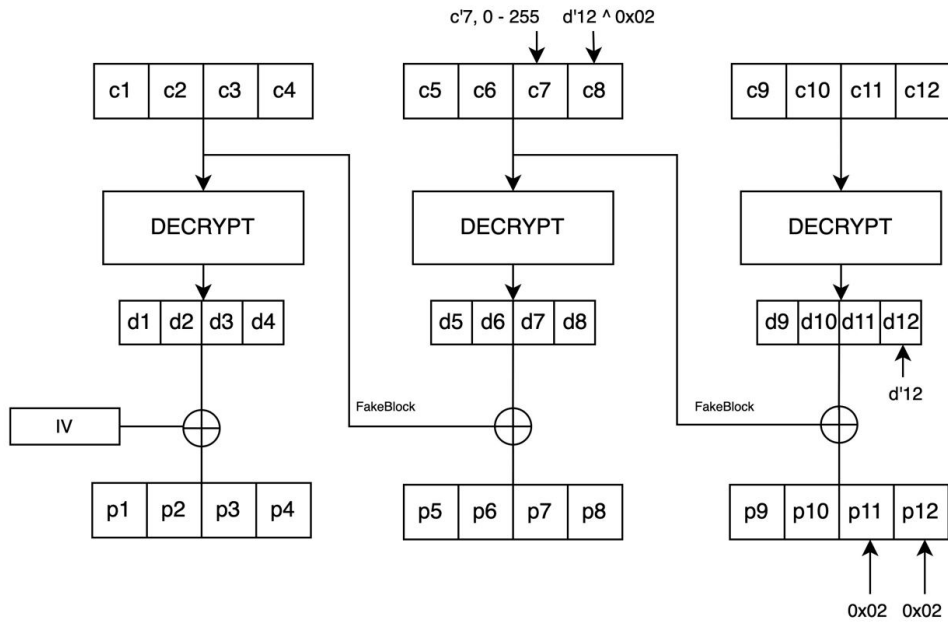 c'7, 0 - 255 d'12 ^ 0x02
c1 c2 c3 c4 c5 c6 c7 c8 c9 c10 c11 c12
DECRYPT DECRYPT DECRYPT
d1 d2 d3 d4 d5 d6 d7 d8 d9 d10 d11 d12
d'12
FakeBlock FakeBlock
IV
p1 p2 p3 p4 p5 p6 p7 p8 p9 p10 p11 p12
0x02 0x02